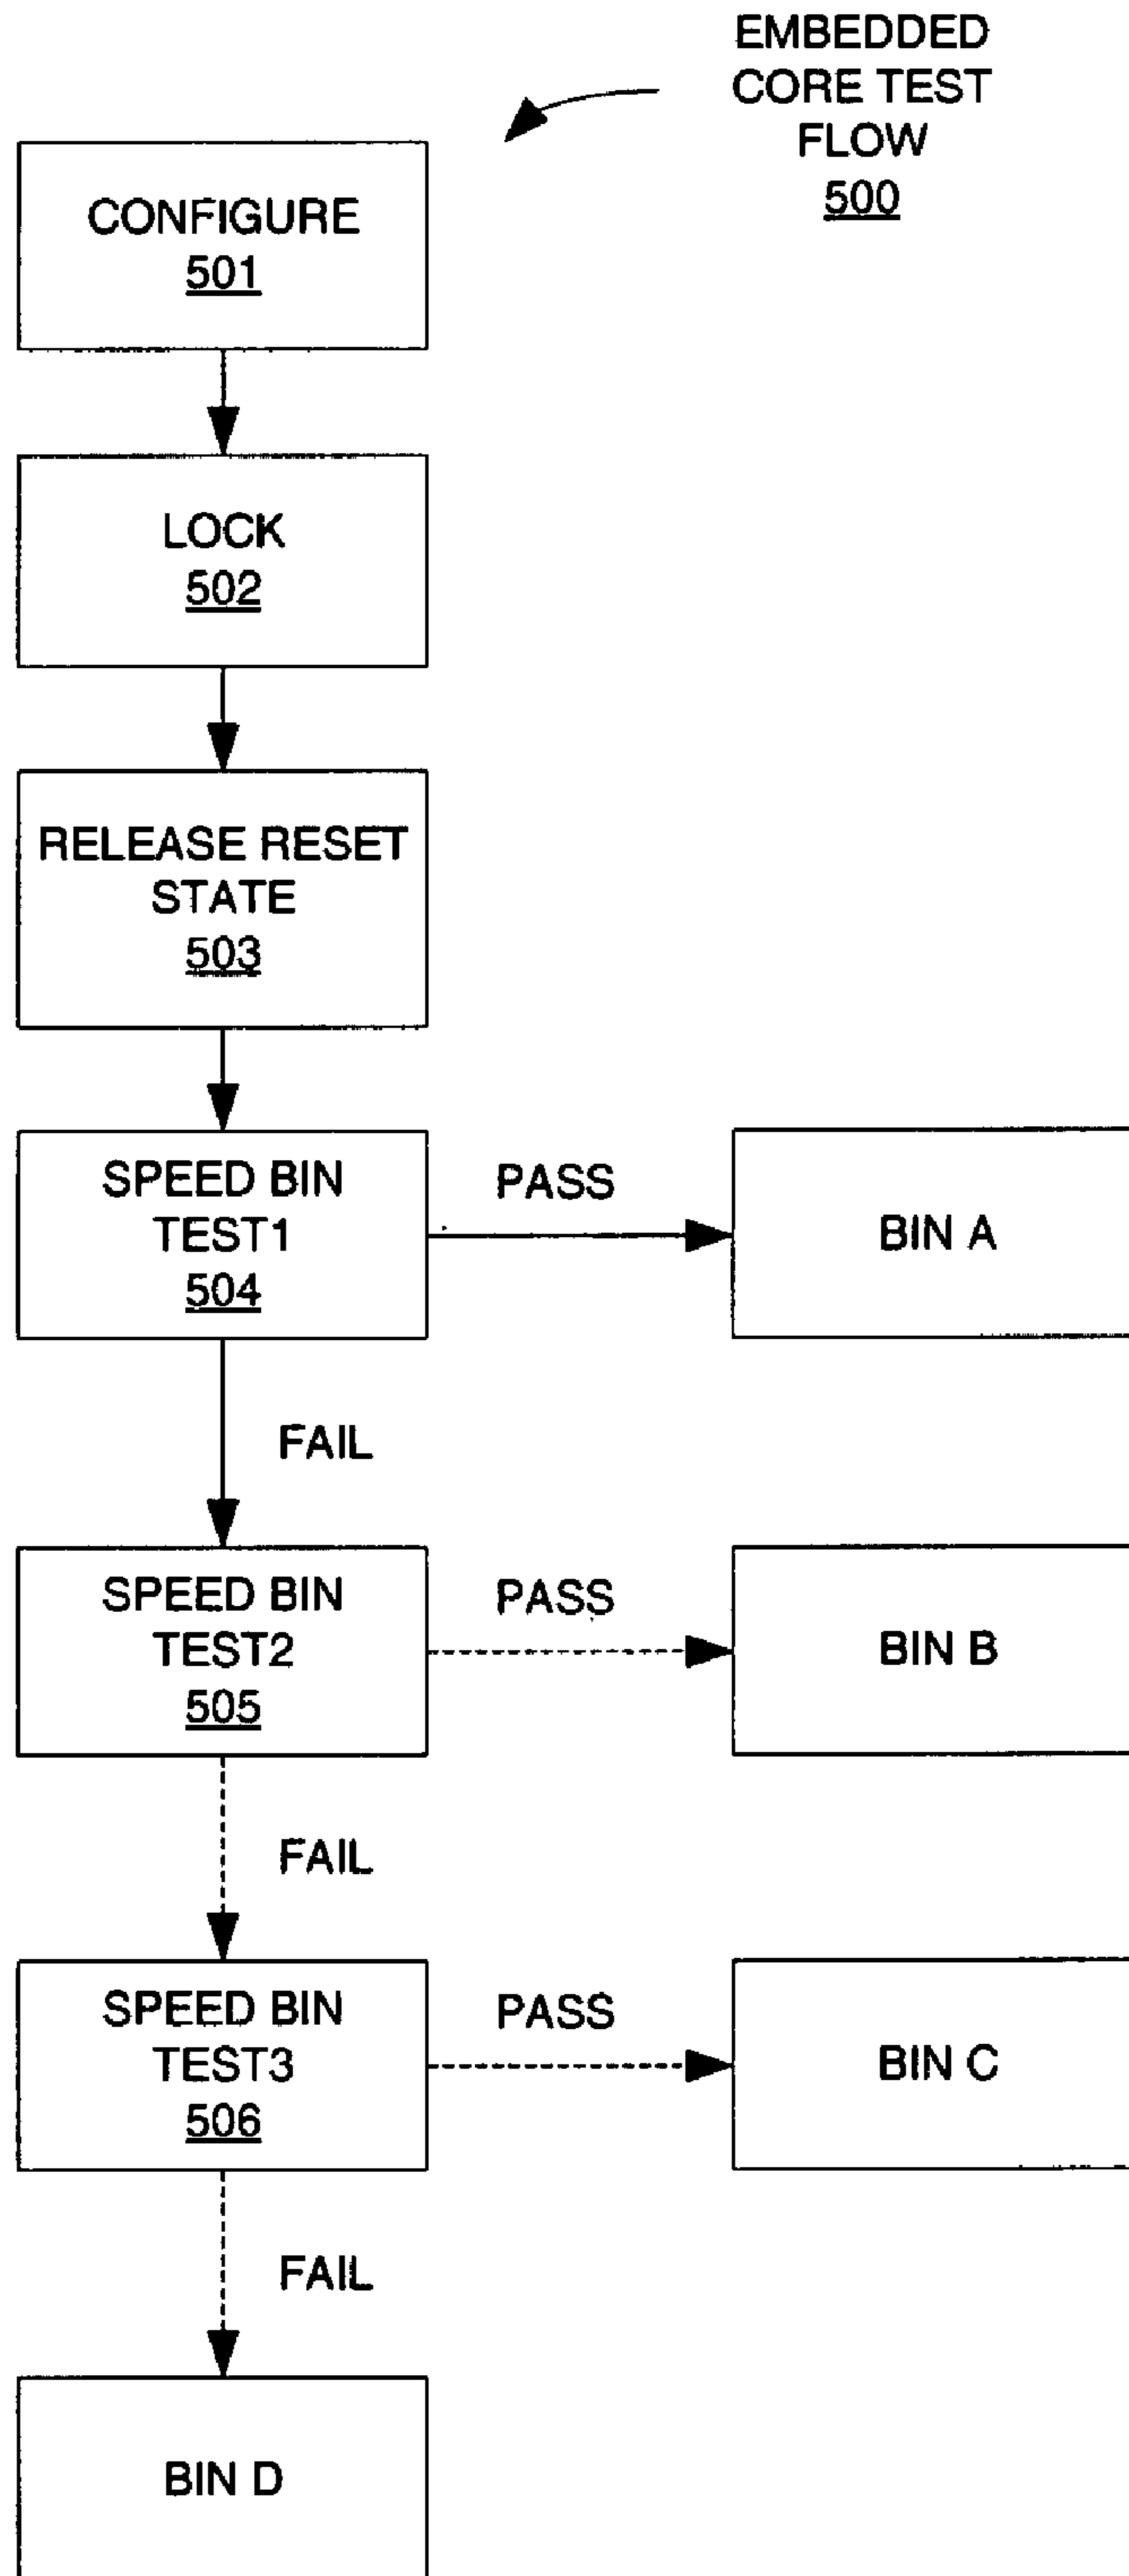 EMBEDDED
CORE TEST
FLOW
500
CONFIGURE
501
LOCK
502
RELEASE RESET
STATE
503
SPEED BIN
TEST1
504
PASS
BIN A
FAIL
SPEED BIN
TEST2
505
PASS
BIN B
FAIL
SPEED BIN
TEST3
506
PASS
BIN C
FAIL
BIN D